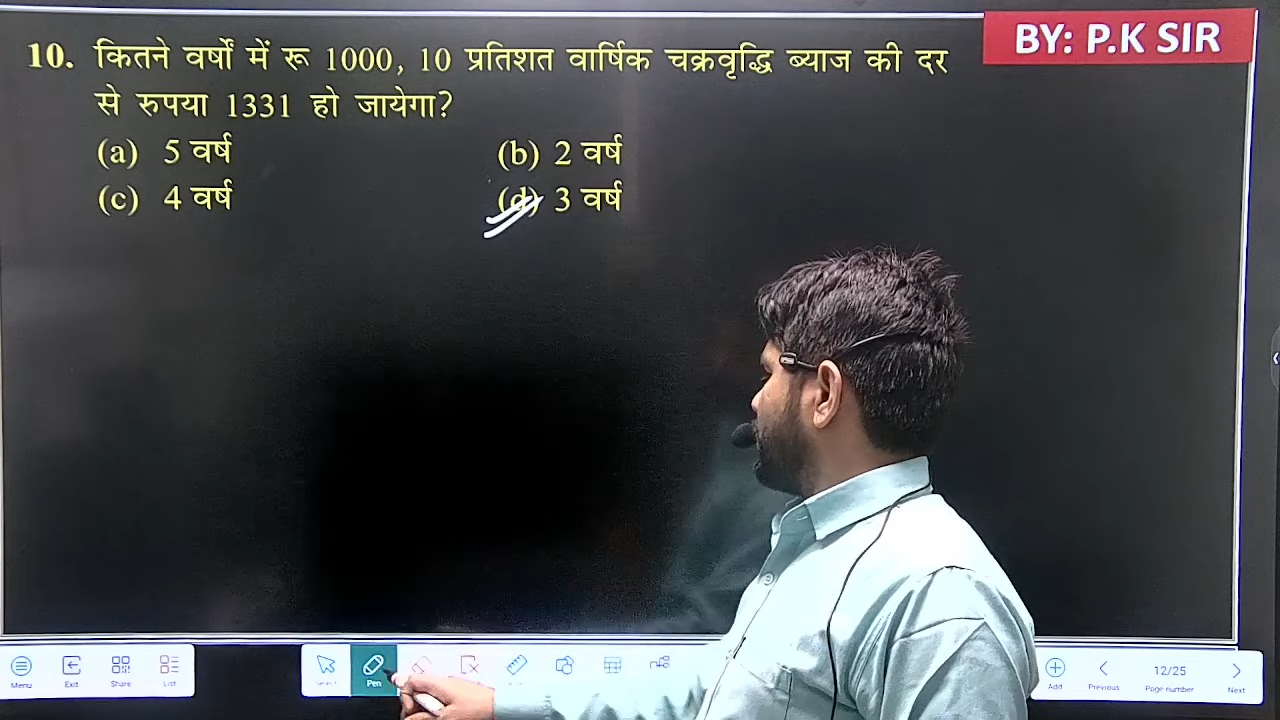 BY: P.K SIR
10. कितने वर्षों में रू 1000, 10 प्रतिशत वार्षिक चक्रवृद्धि ब्याज की दर
से रुपया 1331 हो जायेगा?
(a) 5 वर्ष
(b) 2 वर्ष
(c) 4 वर्ष
(d) 3 वर्ष
Menu
Exit
Share
List
Pen
Add
Previous
12/25
Page number
Next